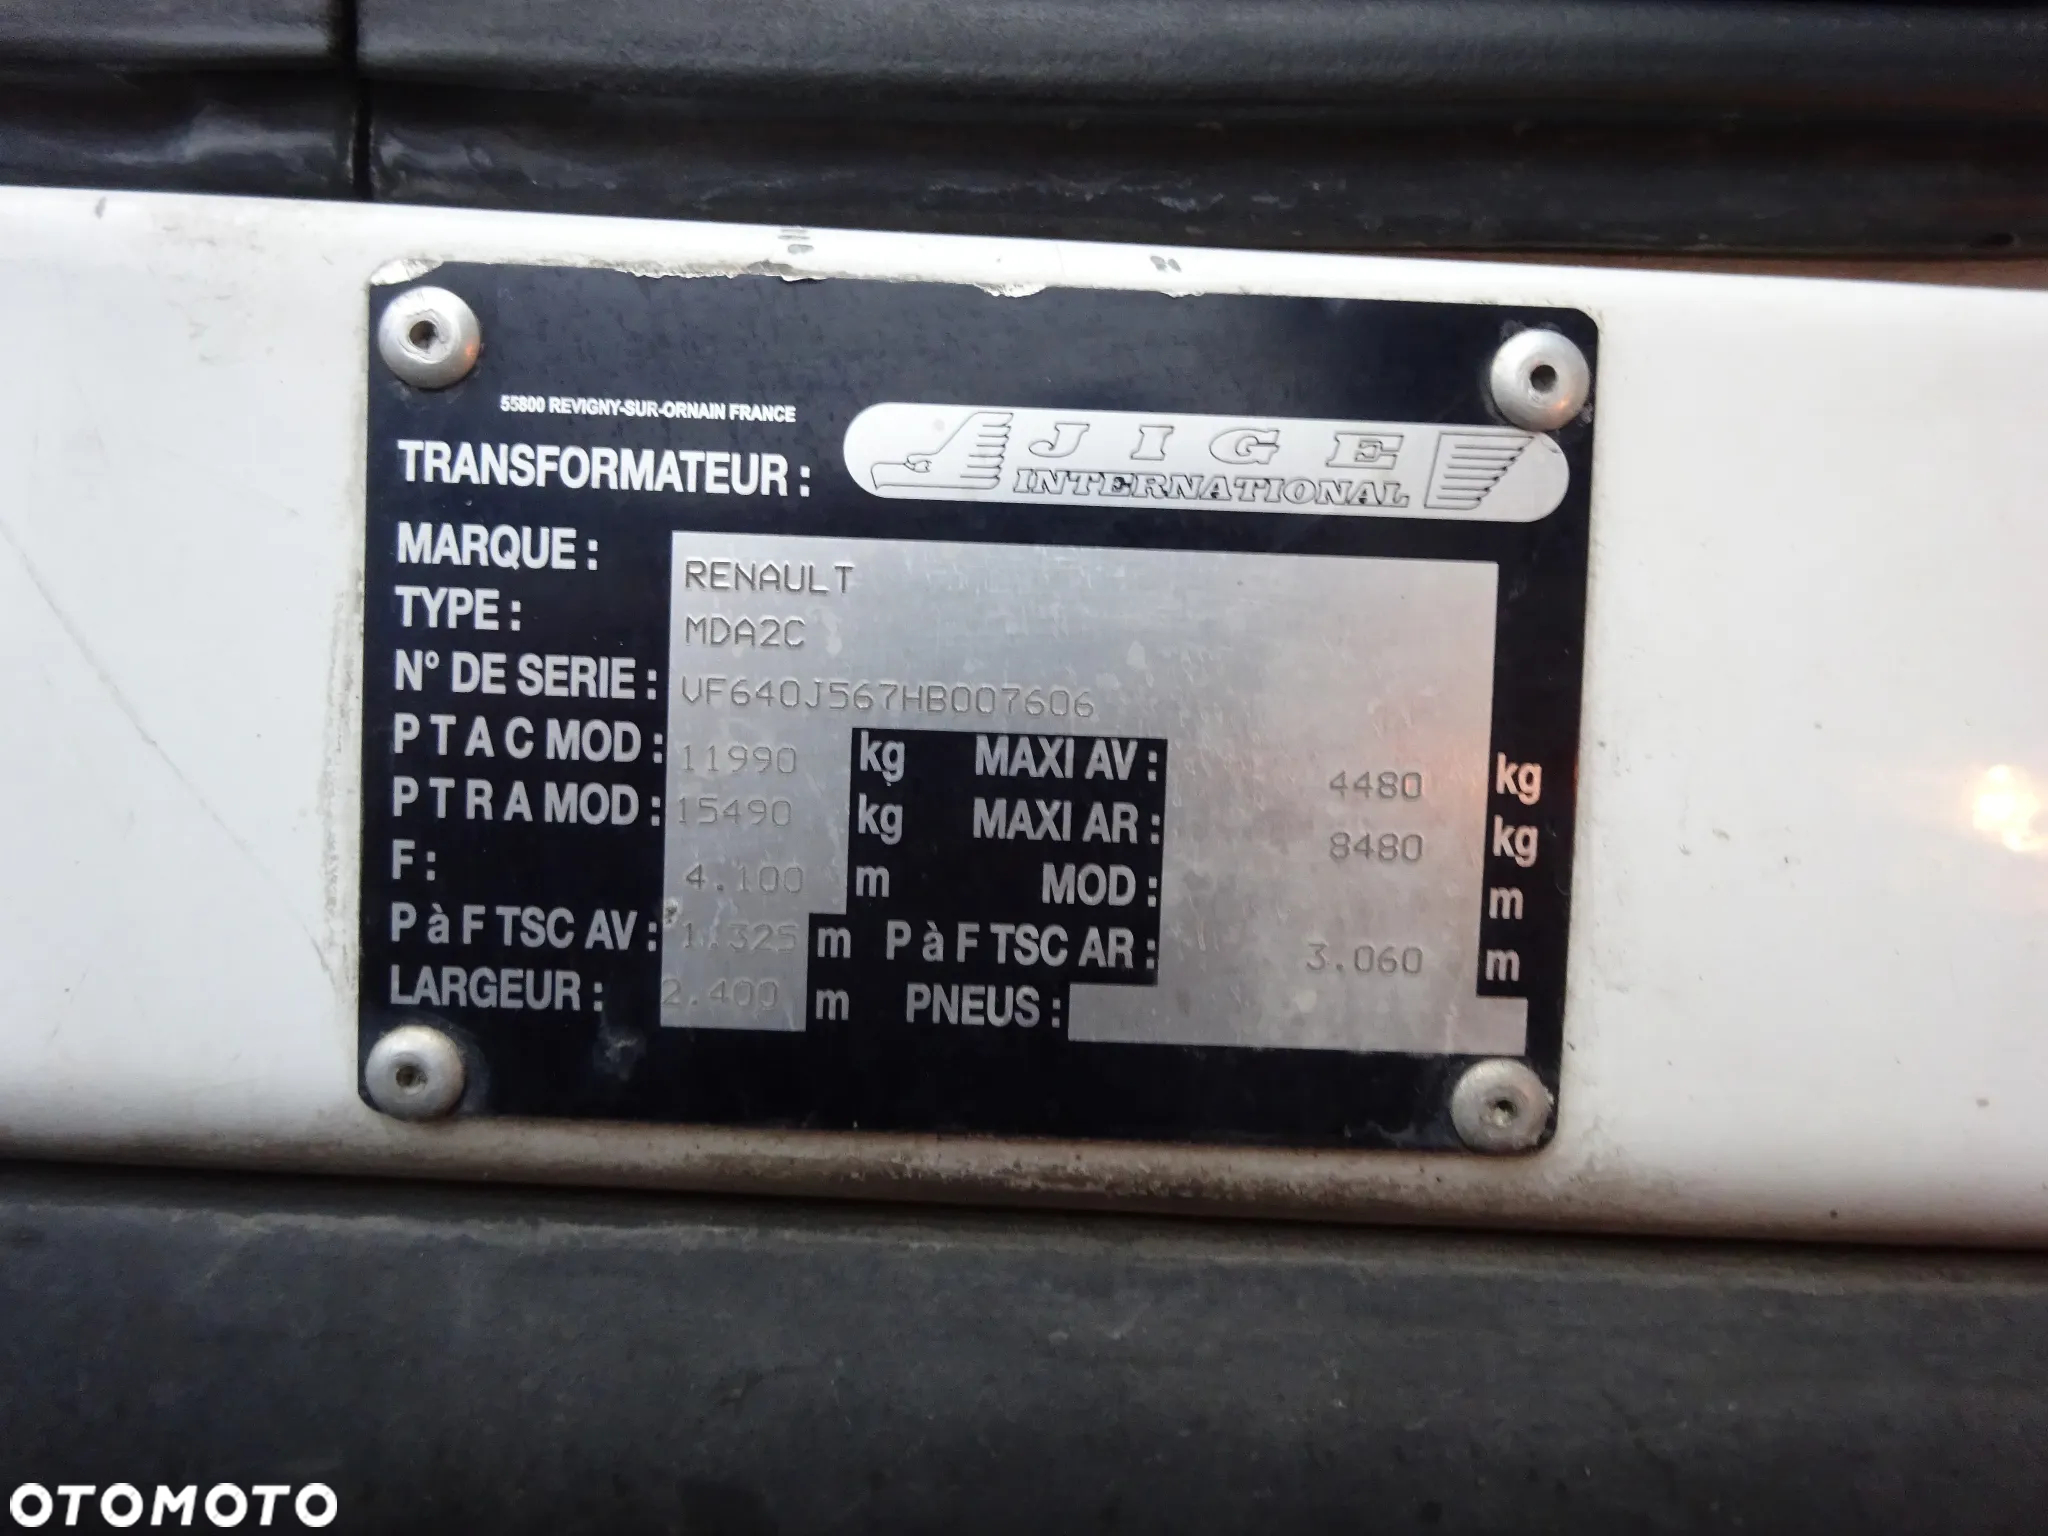 55800 REVIGNY-SUR-ORNAIN FRANCE
TRANSFORMATEUR : JIGE INTERNATIONAL
MARQUE : RENAULT
TYPE : MDA2C
N° DE SERIE : VF640J567HB007606
P T A C MOD : 11990 kg MAXI AV : 4480 kg
P T R A MOD : 15490 kg MAXI AR : 8480 kg
F : 4.100 m MOD : m
P à F TSC AV : 1.325 m P à F TSC AR : 3.060 m
LARGEUR : 2.400 m PNEUS :
OTOMOTO